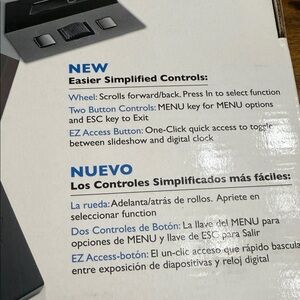 NEW
Easier Simplified Controls:
Wheel: Scrolls forward/back. Press In to select function
Two Button Controls: MENU key for MENU options
and ESC key to Exit
EZ Access Button: One-Click quick access to toggle
between slideshow and digital clock
NUEVO
Los Controles Simplificados más fáciles:
La rueda: Adelanta/atrás de rollos. Apriete en
seleccionar function
Dos Controles de Botón: La llave del MENU para
opciones de MENU y llave de ESC para Salir
EZ Access-botón: El un-clic acceso que rápido bascula
entre exposición de diapositivas y reloj digital